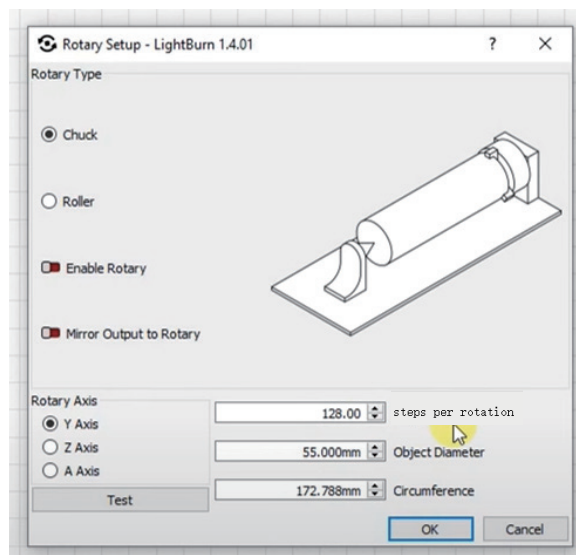 Rotary Setup - LightBurn 1.4.01
?
Rotary Type
Chuck
Roller
Enable Rotary
Mirror Output to Rotary
Rotary Axis
Y Axis
Z Axis
A Axis
Test
128.00 steps per rotation
55.000mm Object Diameter
172.788mm Circumference
OK Cancel